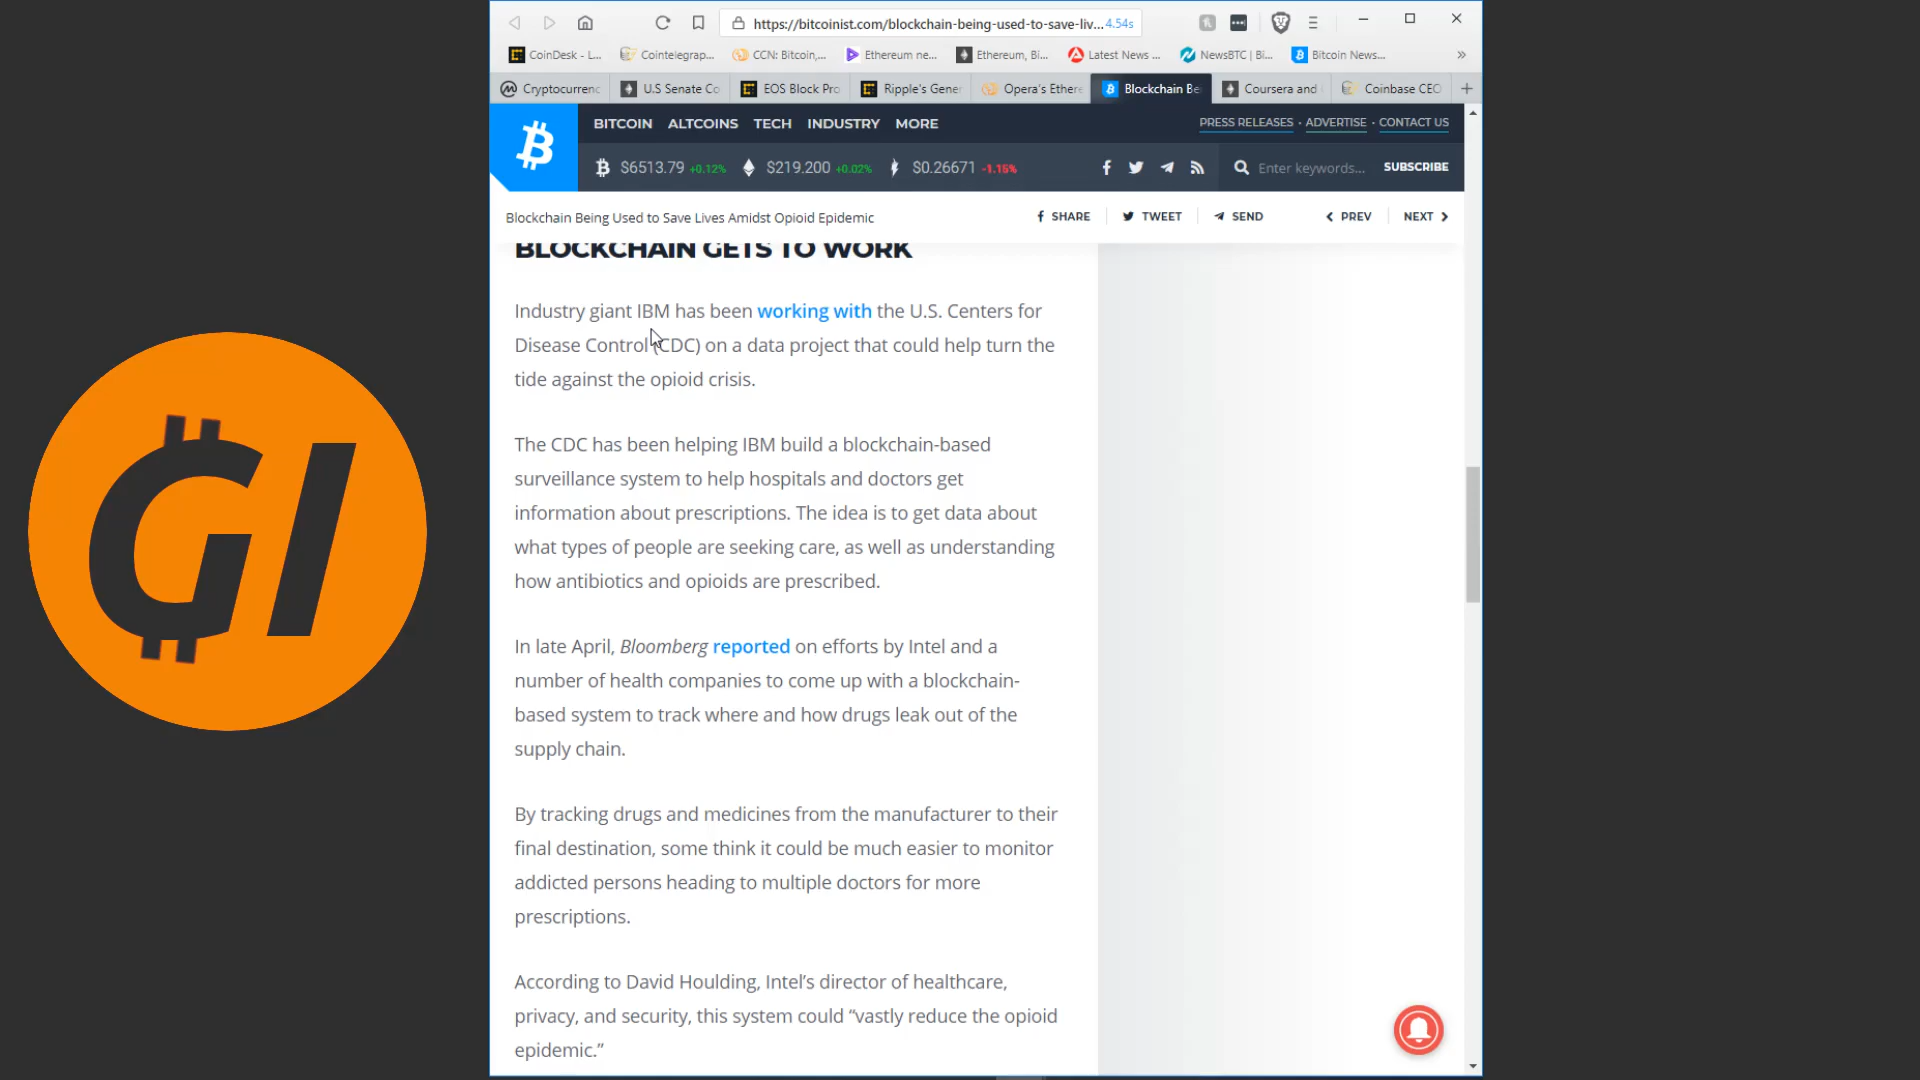 https://bitcoinist.com/blockchain-being-used-to-save-liv... 4.54s
CoinDesk - L... Cointelegrap... CCN: Bitcoin,... Ethereum ne... Ethereum, Bi... Latest News ... NewsBTC | Bi... Bitcoin News... »
Cryptocurrenc U.S Senate Co EOS Block Pro Ripple's Gene Opera's Ethere Blockchain Be Coursera and Coinbase CEO
BITCOIN ALTCOINS TECH INDUSTRY MORE PRESS RELEASES • ADVERTISE • CONTACT US
$6513.79 +0.12% $219.200 +0.02% $0.26671 -1.15% Enter keywords... SUBSCRIBE
Blockchain Being Used to Save Lives Amidst Opioid Epidemic SHARE TWEET SEND PREV NEXT
BLOCKCHAIN GETS TO WORK
Industry giant IBM has been working with the U.S. Centers for
Disease Control (CDC) on a data project that could help turn the
tide against the opioid crisis.
The CDC has been helping IBM build a blockchain-based
surveillance system to help hospitals and doctors get
information about prescriptions. The idea is to get data about
what types of people are seeking care, as well as understanding
how antibiotics and opioids are prescribed.
In late April, Bloomberg reported on efforts by Intel and a
number of health companies to come up with a blockchain-
based system to track where and how drugs leak out of the
supply chain.
By tracking drugs and medicines from the manufacturer to their
final destination, some think it could be much easier to monitor
addicted persons heading to multiple doctors for more
prescriptions.
According to David Houlding, Intel’s director of healthcare,
privacy, and security, this system could “vastly reduce the opioid
epidemic.”
GI